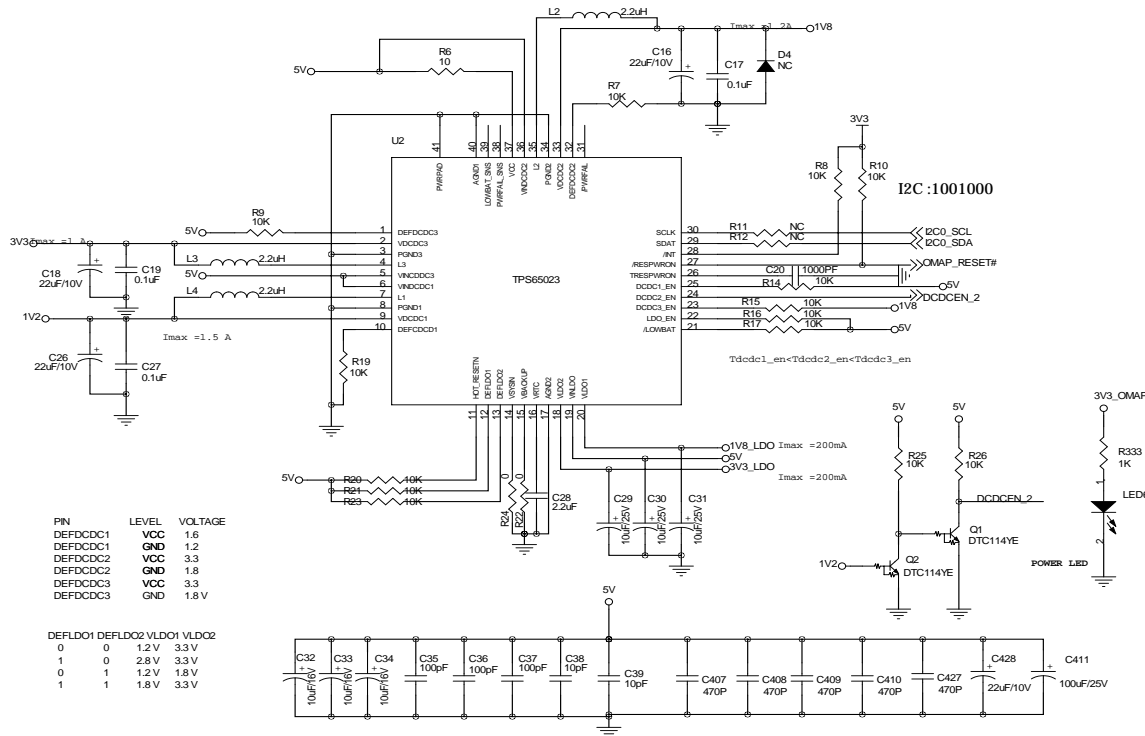 L2
2.2uH
Imax =1.2A
1V8
R6
10
5V
C16
22uF/10V
C17
0.1uF
D4
NC
R7
10K
3V3
U2
41
40
39
38
37
36
35
34
33
32
31
PWRPAD
AGND1
LOWBAT_SNS
PWRFAIL_SNS
VCC
VINDCDC2
L2
PGND2
VDCDC2
DEFDCDC2
/PWRFAIL
R8
10K
R10
10K
I2C :1001000
R9
10K
5V
3V3
Imax =1 A
C18
22uF/10V
C19
0.1uF
L3
2.2uH
5V
L4
2.2uH
1V2
Imax =1.5 A
C26
22uF/10V
C27
0.1uF
R19
10K
1 DEFDCDC3
2 VDCDC3
3 PGND3
4 L3
5 VINCDDC3
6 VINCDDC1
7 L1
8 PGND1
9 VDCDC1
10 DEFCDCD1
TPS65023
SCLK 30
SDAT 29
/INT 28
/RESPWRON 27
TRESPWRON 26
DCDC1_EN 25
DCDC2_EN 24
DCDC3_EN 23
LDO_EN 22
/LOWBAT 21
R11 NC I2C0_SCL
R12 NC I2C0_SDA
OMAP_RESET#
C20 1000PF
R14 10K 5V
DCDCEN_2
R15 10K 1V8
R16 10K
R17 10K 5V
Tdcdc1_en<Tdcdc2_en<Tdcdc3_en
HOT_RESETN
DEFLDO1
DEFLDO2
VSYSIN
VBACKUP
VRTC
AGND2
VLDO2
VINLDO
VLDO1
11
12
13
14
15
16
17
18
19
20
5V
R20 10K
R21 10K
R23 10K
R24 0
R22 0
C28
2.2uF
1V8_LDO Imax =200mA
5V
3V3_LDO Imax =200mA
C29
10uF/25V
C30
10uF/25V
C31
10uF/25V
5V
5V
R25
10K
R26
10K
DCDCEN_2
Q1
DTC114YE
1V2
Q2
DTC114YE
3V3_OMAP
R333
1K
1
2
POWER LED
PIN LEVEL VOLTAGE
DEFDCDC1 VCC 1.6
DEFDCDC1 GND 1.2
DEFDCDC2 VCC 3.3
DEFDCDC2 GND 1.8
DEFDCDC3 VCC 3.3
DEFDCDC3 GND 1.8 V
DEFLDO1 DEFLDO2 VLDO1 VLDO2
0 0 1.2 V 3.3 V
1 0 2.8 V 3.3 V
0 1 1.2 V 1.8 V
1 1 1.8 V 3.3 V
5V
C32
10uF/16V
C33
10uF/16V
C34
10uF/16V
C35
100pF
C36
100pF
C37
100pF
C38
10pF
C39
10pF
C407
470P
C408
470P
C409
470P
C410
470P
C427
470P
C428
22uF/10V
C411
100uF/25V